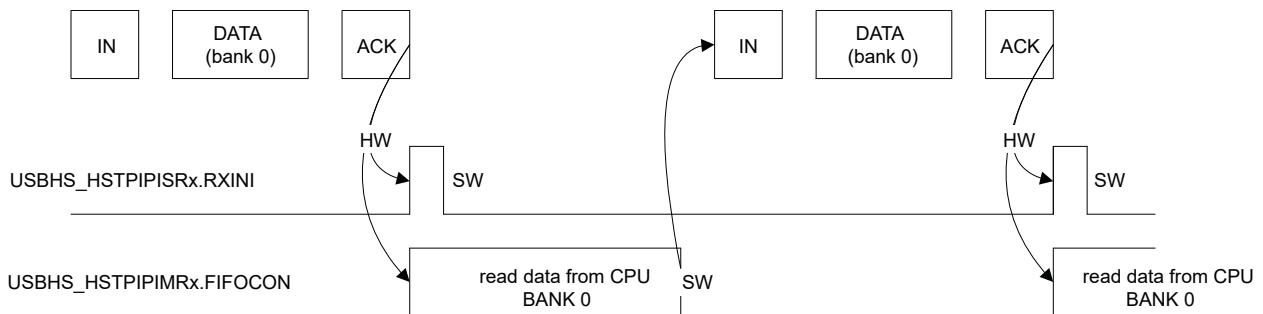 IN
DATA
(bank 0)
ACK
IN
DATA
(bank 0)
ACK
HW
HW
USBHS_HSTPIPISRx.RXINI
SW
SW
USBHS_HSTPIPIMRx.FIFOCON
read data from CPU
BANK 0
SW
read data from CPU
BANK 0